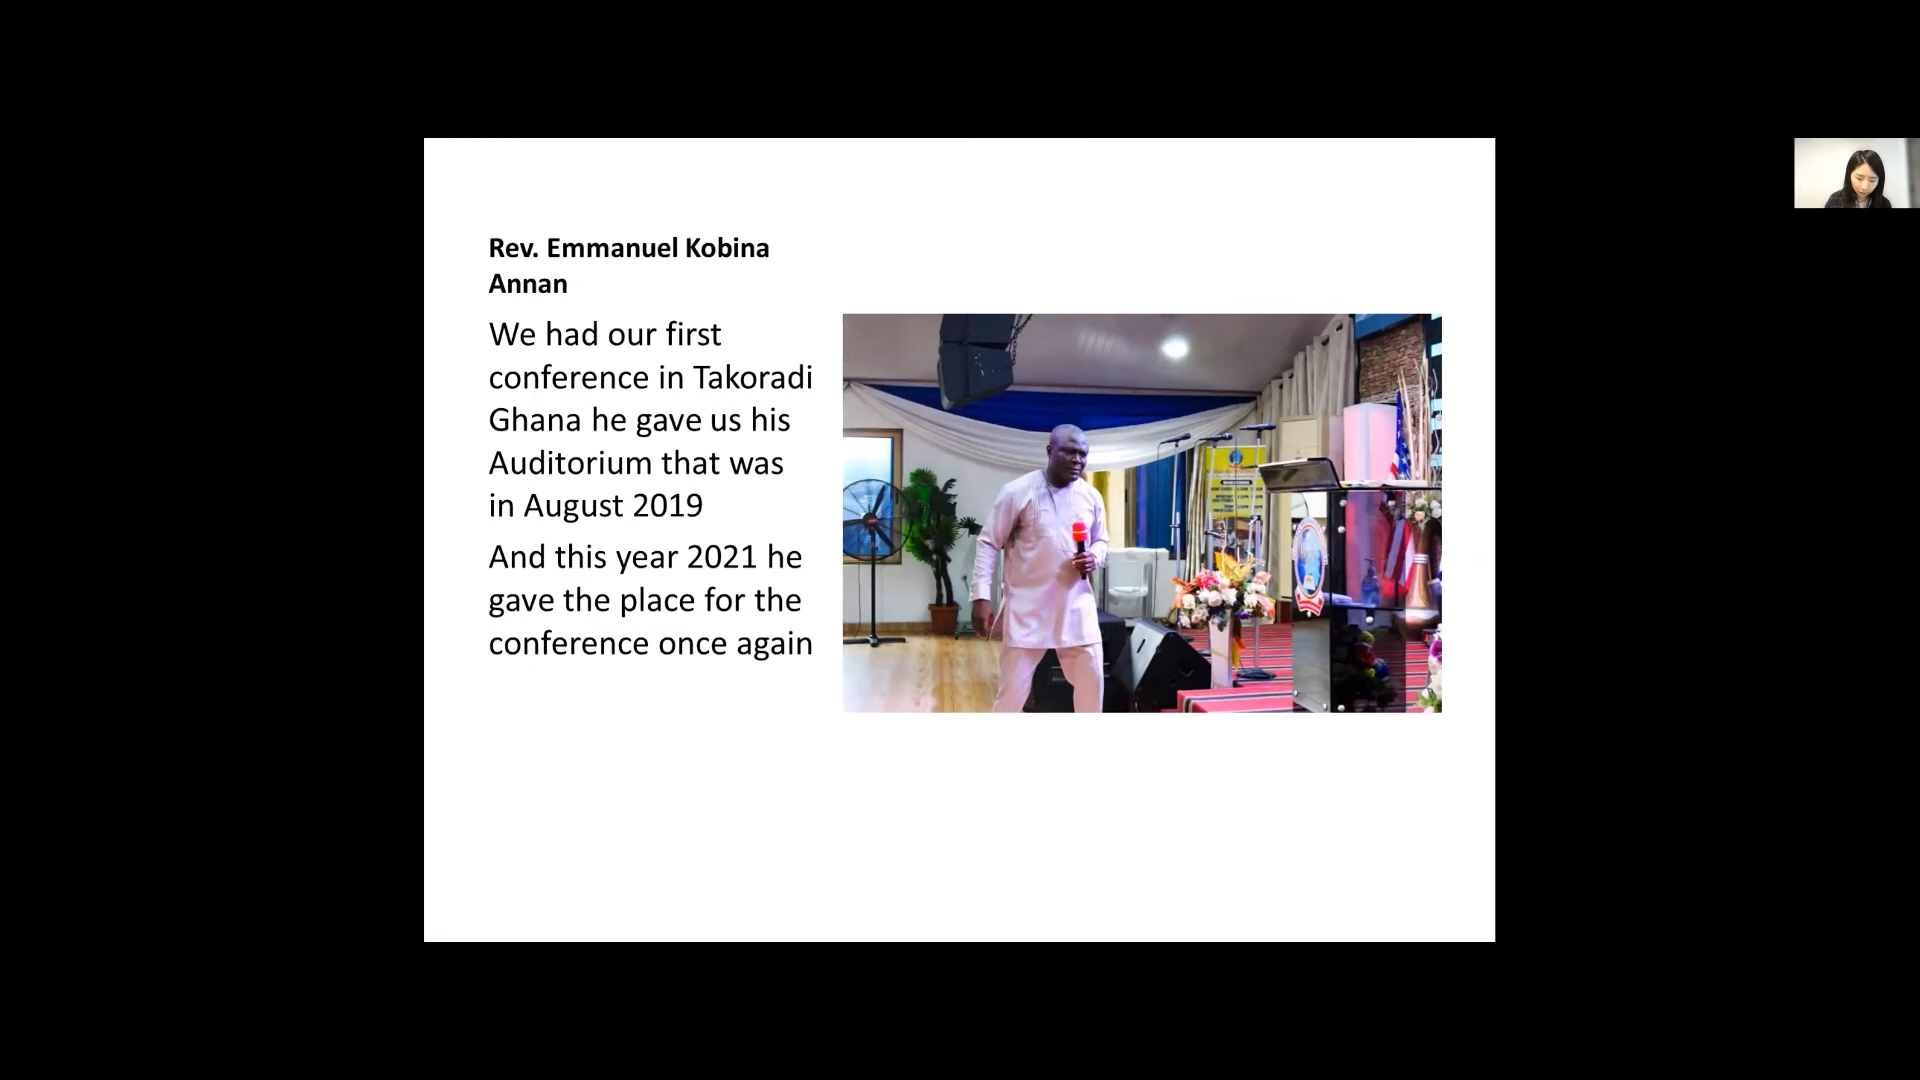 Rev. Emmanuel Kobina
Annan
We had our first
conference in Takoradi
Ghana he gave us his
Auditorium that was
in August 2019
And this year 2021 he
gave the place for the
conference once again